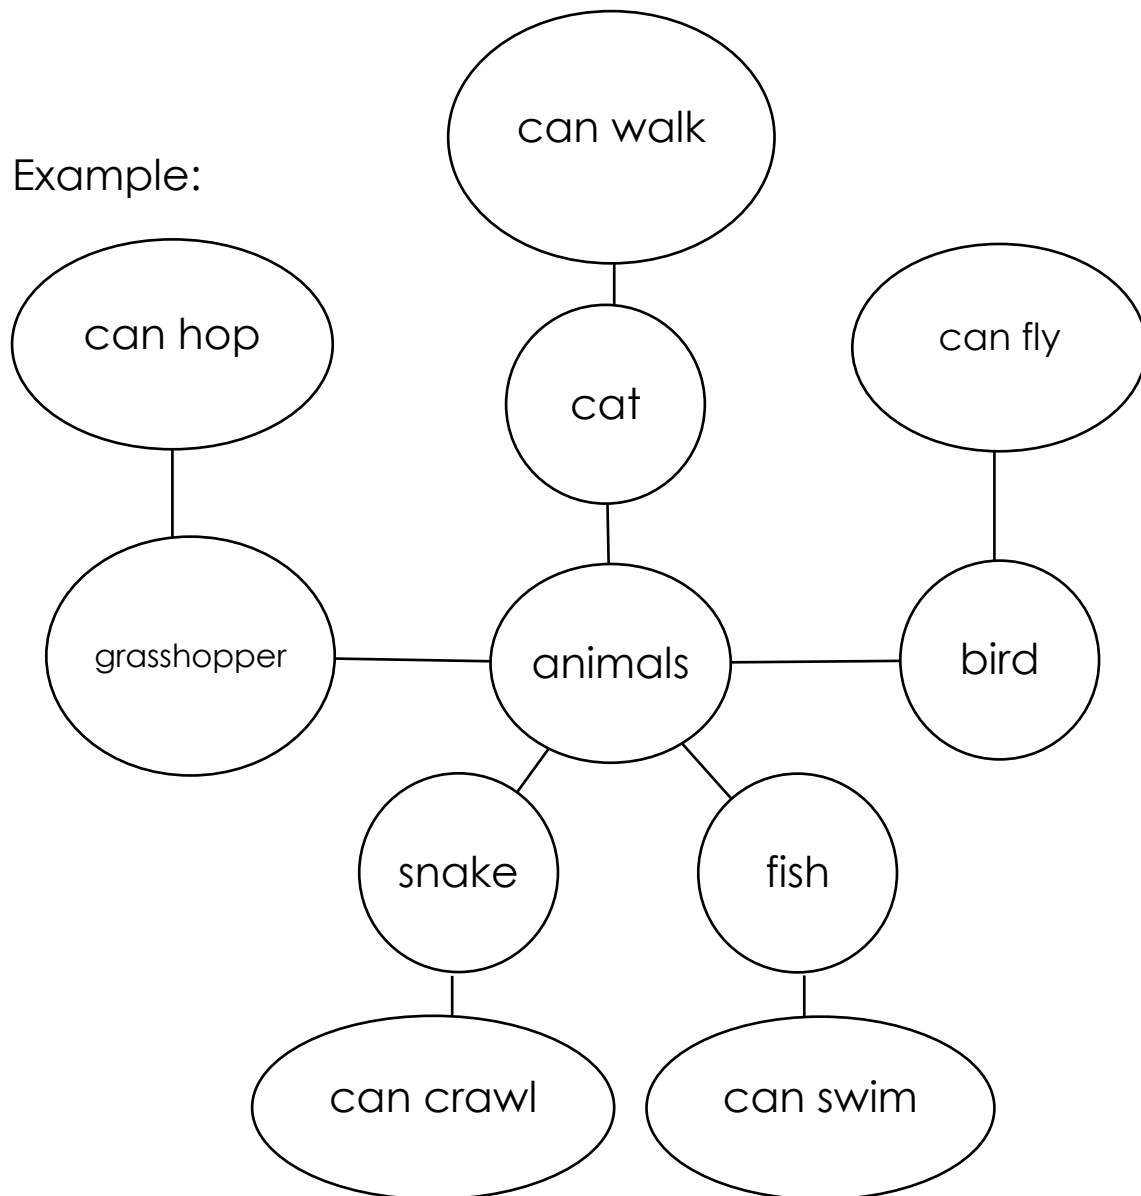 can walk
Example:
can hop
can fly
cat
grasshopper
animals
bird
snake
fish
can crawl
can swim